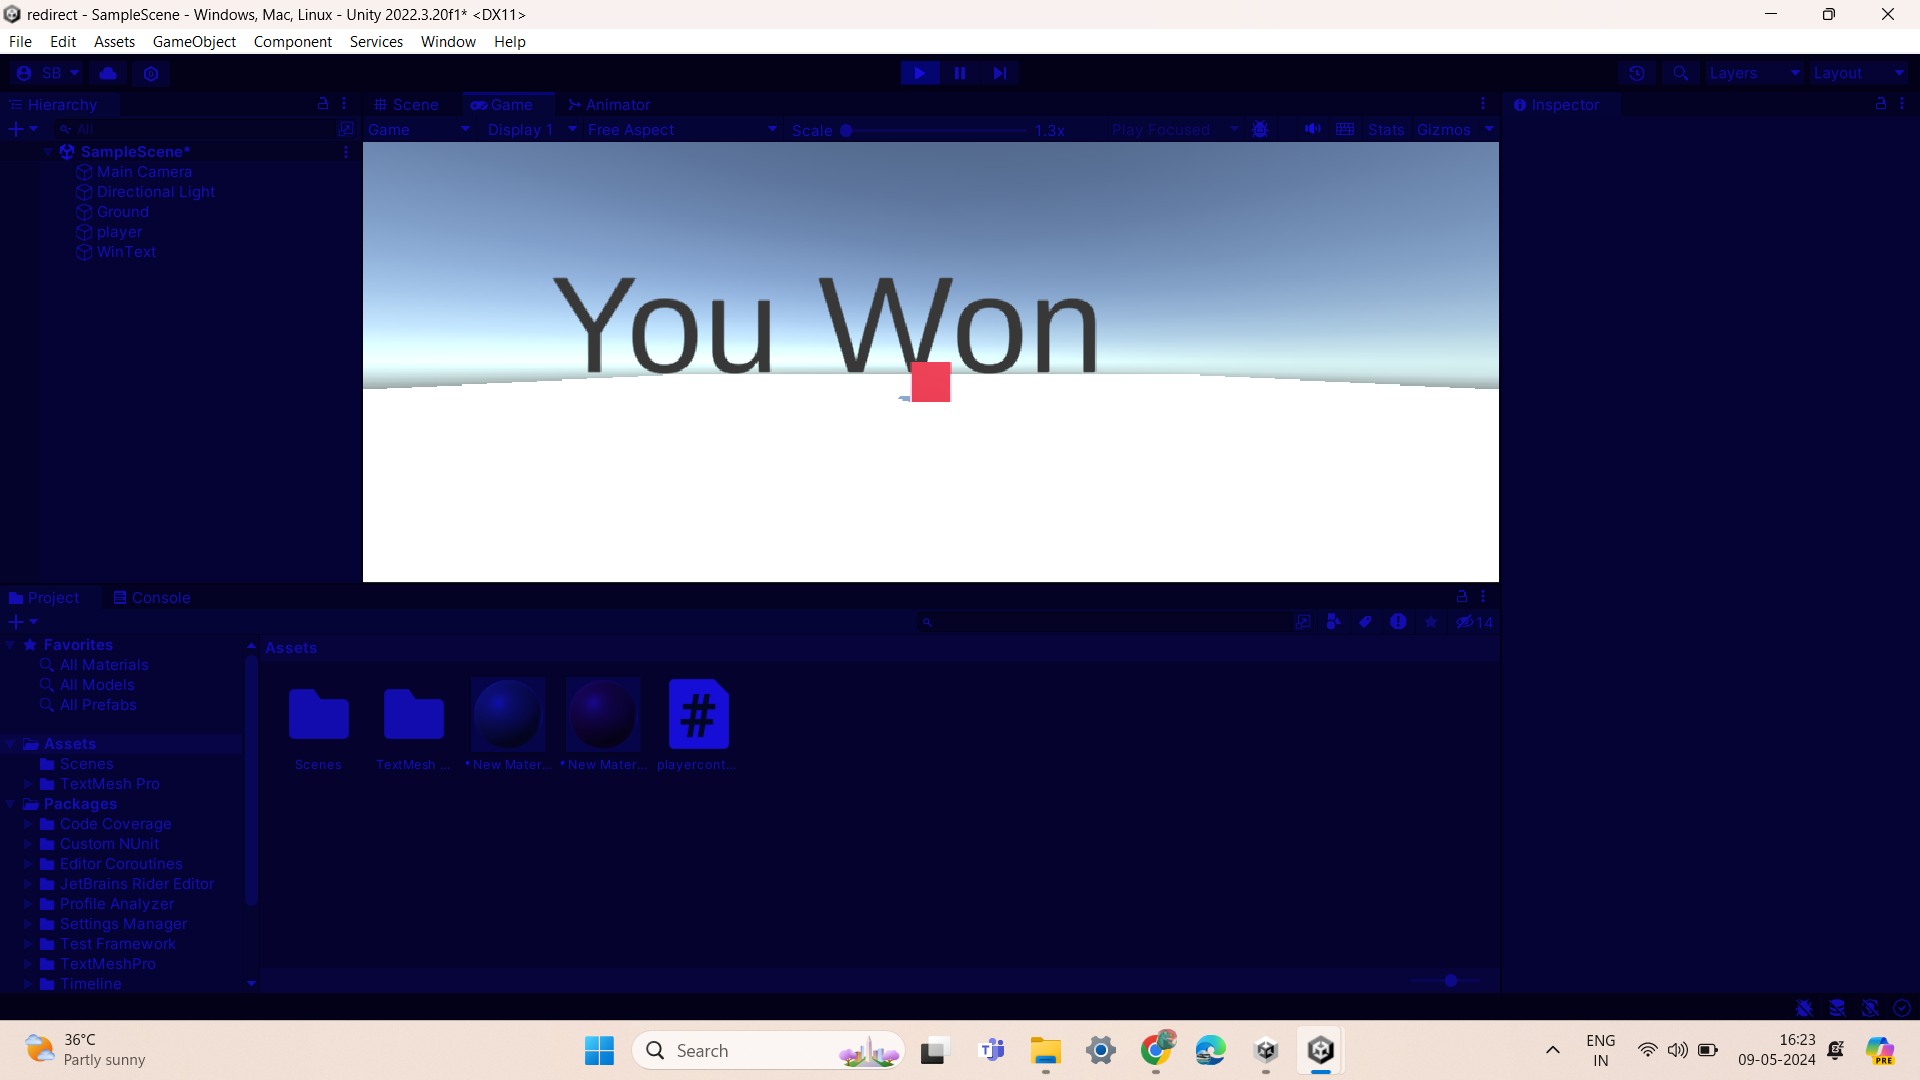 redirect - SampleScene - Windows, Mac, Linux - Unity 2022.3.20f1* <DX11>
File Edit Assets GameObject Component Services Window Help
SB
Layers Layout
Hierarchy
Scene Game Animator
Inspector
All
Game Display 1 Free Aspect Scale 1.3x Play Focused Stats Gizmos
SampleScene*
Main Camera
Directional Light
Ground
player
WinText
You Won
Project Console
14
Favorites
All Materials
All Models
All Prefabs
Assets
Scenes
TextMesh Pro
Packages
Code Coverage
Custom NUnit
Editor Coroutines
JetBrains Rider Editor
Profile Analyzer
Settings Manager
Test Framework
TextMeshPro
Timeline
Assets
#
Scenes TextMesh ... * New Mater... * New Mater... playercont...
36°C
Partly sunny
Search
ENG
IN
16:23
09-05-2024
PRE